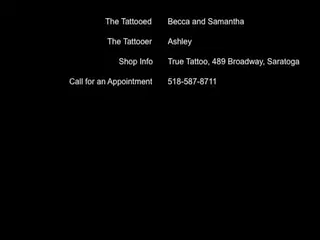 The Tattooed Becca and Samantha
The Tattooer Ashley
Shop Info True Tattoo, 489 Broadway, Saratoga
Call for an Appointment 518-587-8711